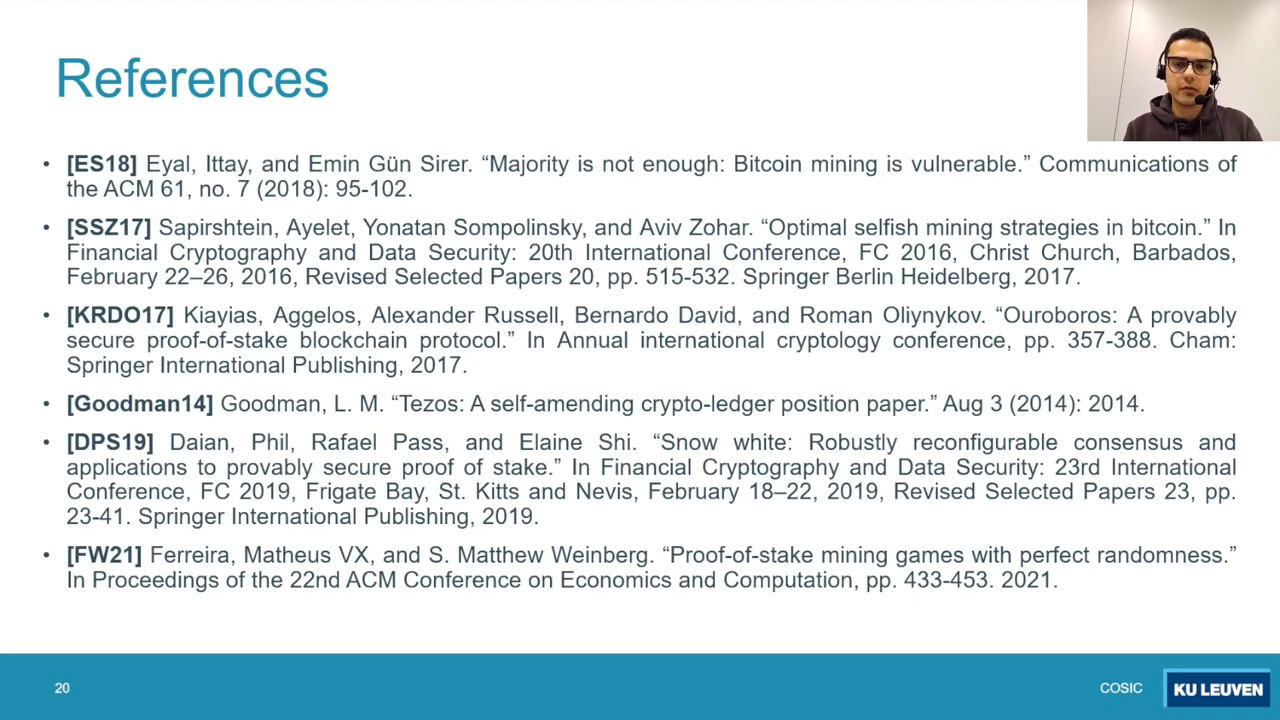 References
• [ES18] Eyal, Ittay, and Emin Gün Sirer. “Majority is not enough: Bitcoin mining is vulnerable.” Communications of
the ACM 61, no. 7 (2018): 95-102.
• [SSZ17] Sapirshtein, Ayelet, Yonatan Sompolinsky, and Aviv Zohar. “Optimal selfish mining strategies in bitcoin.” In
Financial Cryptography and Data Security: 20th International Conference, FC 2016, Christ Church, Barbados,
February 22–26, 2016, Revised Selected Papers 20, pp. 515-532. Springer Berlin Heidelberg, 2017.
• [KRDO17] Kiayias, Aggelos, Alexander Russell, Bernardo David, and Roman Oliynykov. “Ouroboros: A provably
secure proof-of-stake blockchain protocol.” In Annual international cryptology conference, pp. 357-388. Cham:
Springer International Publishing, 2017.
• [Goodman14] Goodman, L. M. “Tezos: A self-amending crypto-ledger position paper.” Aug 3 (2014): 2014.
• [DPS19] Daian, Phil, Rafael Pass, and Elaine Shi. “Snow white: Robustly reconfigurable consensus and
applications to provably secure proof of stake.” In Financial Cryptography and Data Security: 23rd International
Conference, FC 2019, Frigate Bay, St. Kitts and Nevis, February 18–22, 2019, Revised Selected Papers 23, pp.
23-41. Springer International Publishing, 2019.
• [FW21] Ferreira, Matheus VX, and S. Matthew Weinberg. “Proof-of-stake mining games with perfect randomness.”
In Proceedings of the 22nd ACM Conference on Economics and Computation, pp. 433-453. 2021.
20
COSIC
KU LEUVEN